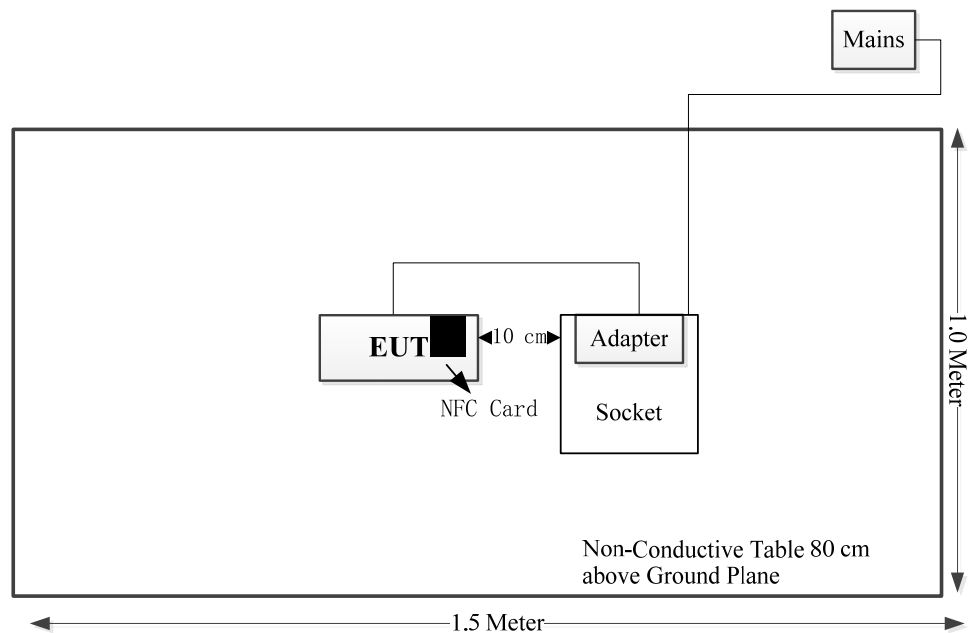 Mains
EUT
10 cm
Adapter
NFC Card
Socket
1.0 Meter
Non-Conductive Table 80 cm
above Ground Plane
1.5 Meter